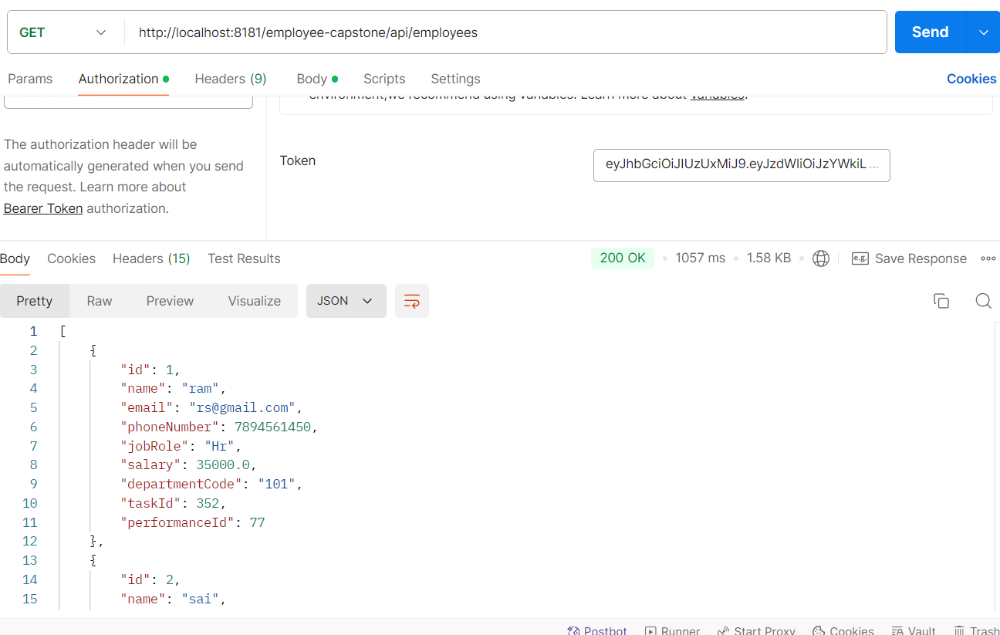 GET http://localhost:8181/employee-capstone/api/employees Send
Params Authorization Headers (9) Body Scripts Settings Cookies
environment,we recommend using variables. Learn more about variables.
The authorization header will be
automatically generated when you send
the request. Learn more about
Bearer Token authorization.
Token eyJhbGciOiJIUzUxMiJ9.eyJzdWIiOiJzYWkiL ...
Body Cookies Headers (15) Test Results 200 OK 1057 ms 1.58 KB e.g. Save Response
Pretty Raw Preview Visualize JSON
1 [
2 {
3 "id": 1,
4 "name": "ram",
5 "email": "rs@gmail.com",
6 "phoneNumber": 7894561450,
7 "jobRole": "Hr",
8 "salary": 35000.0,
9 "departmentCode": "101",
10 "taskId": 352,
11 "performanceId": 77
12 },
13 {
14 "id": 2,
15 "name": "sai",
Postbot Runner Start Proxy Cookies Vault Trash